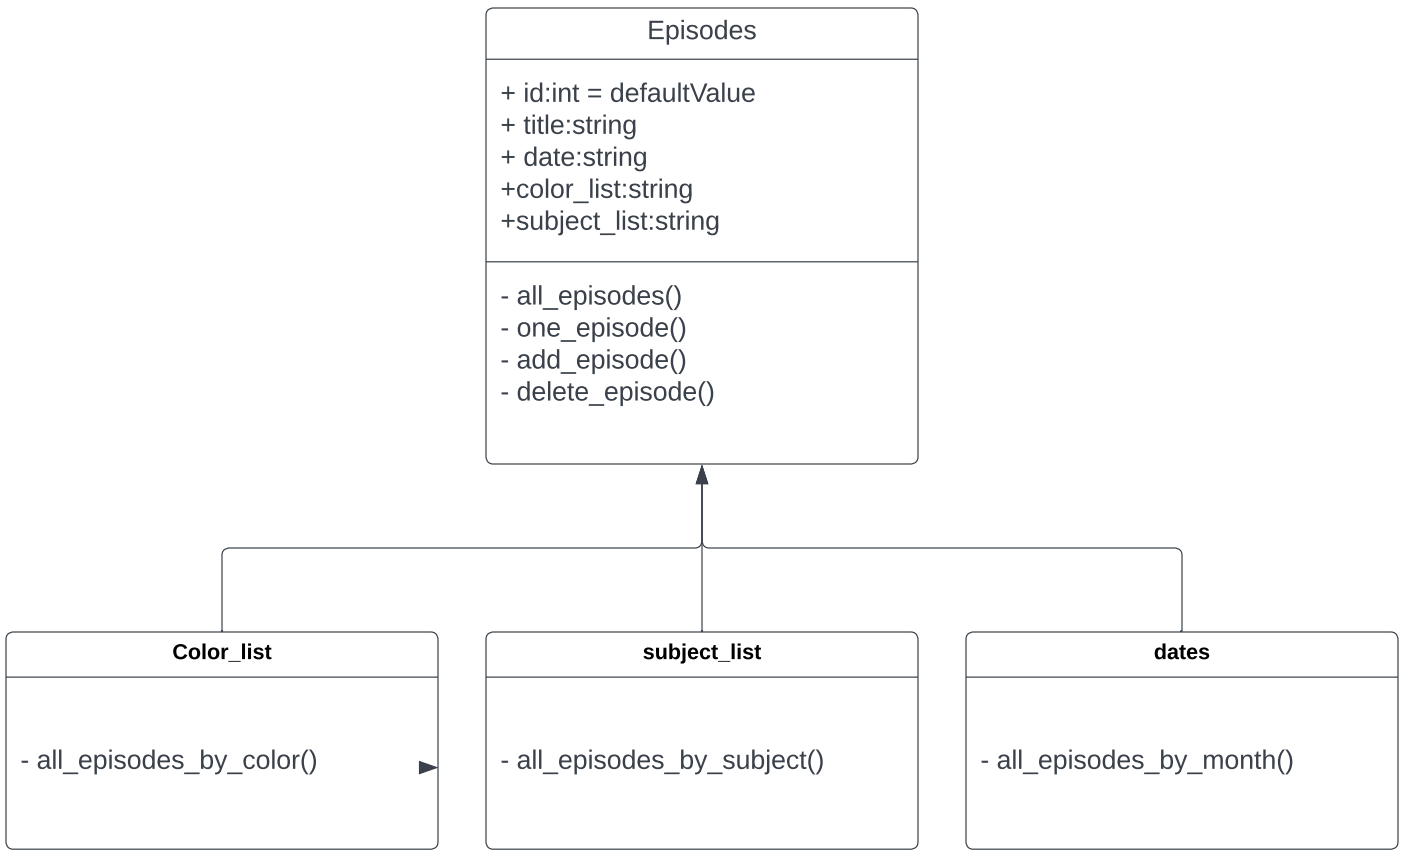 Episodes
+ id:int = defaultValue
+ title:string
+ date:string
+color_list:string
+subject_list:string
- all_episodes()
- one_episode()
- add_episode()
- delete_episode()
Color_list
- all_episodes_by_color()
subject_list
- all_episodes_by_subject()
dates
- all_episodes_by_month()